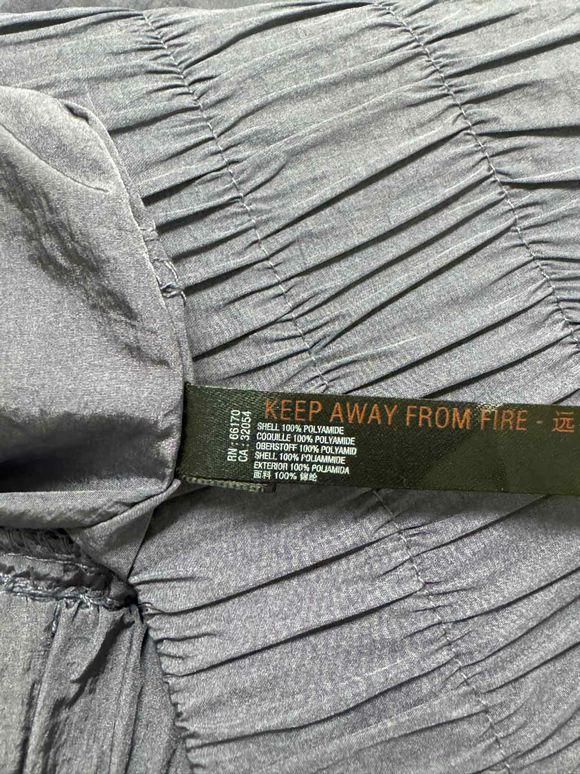 KEEP AWAY FROM FIRE - 远
RN : 66170
CA : 32054
SHELL 100% POLYAMIDE
COQUILLE 100% POLYAMIDE
OBERSTOFF 100% POLYAMID
SHELL 100% POLIAMMIDE
EXTERIOR 100% POLIAMIDA
面料 100% 锦纶